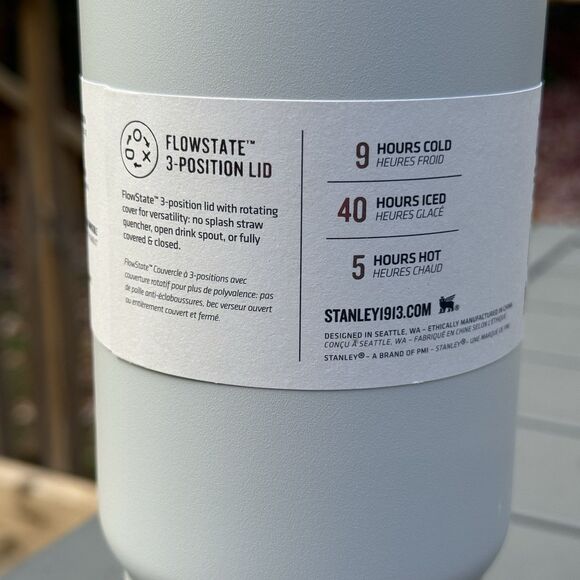 FLOWSTATE™
3-POSITION LID
FlowState™ 3-position lid with rotating
cover for versatility: no splash straw
quencher, open drink spout, or fully
covered & closed.
FlowState™ Couvercle à 3-positions avec
couverture rotatif pour plus de polyvalence: pas
de paille anti-éclaboussures, bec verseur ouvert
ou entièrement couvert et fermé.
9 HOURS COLD
HEURES FROID
40 HOURS ICED
HEURES GLACÉ
5 HOURS HOT
HEURES CHAUD
STANLEY1913.COM ®
DESIGNED IN SEATTLE, WA – ETHICALLY MANUFACTURED IN CHINA
CONÇU À SEATTLE, WA – FABRIQUÉ EN CHINE SELON L'ÉTHIQUE
STANLEY® – A BRAND OF PMI – STANLEY® – UNE MARQUE DE PMI